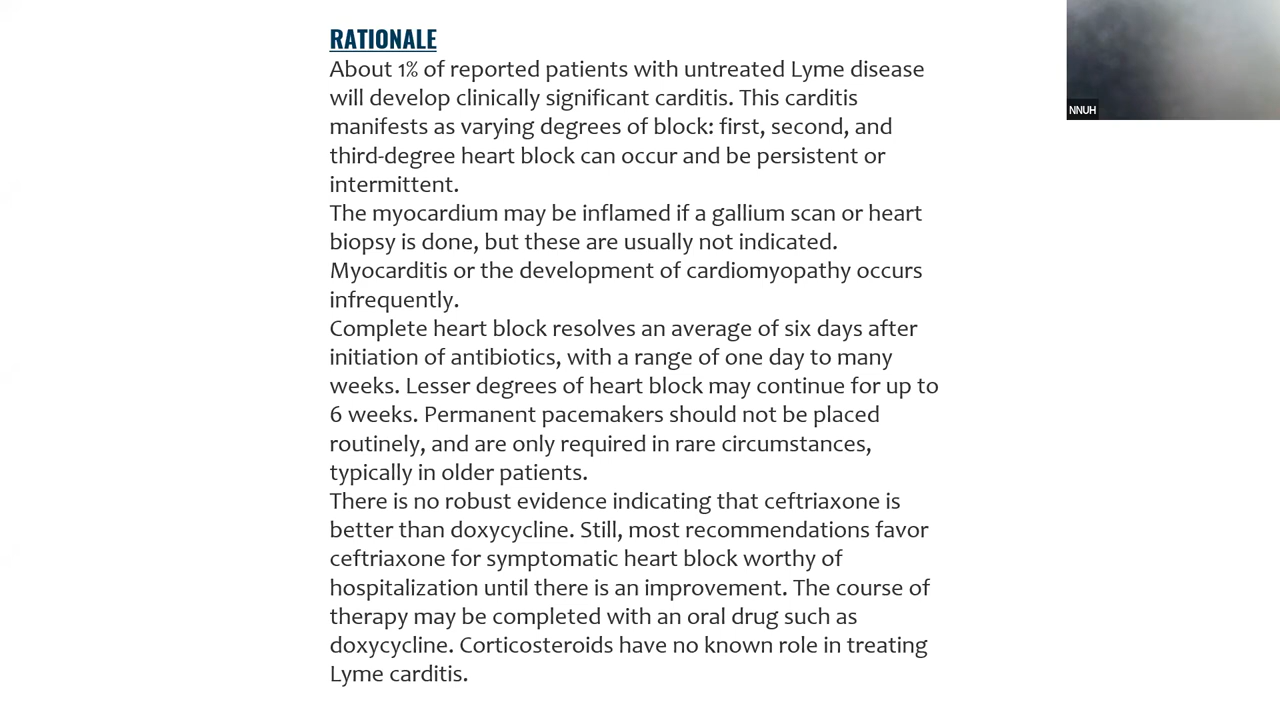 RATIONALE
About 1% of reported patients with untreated Lyme disease
will develop clinically significant carditis. This carditis
manifests as varying degrees of block: first, second, and
third-degree heart block can occur and be persistent or
intermittent.
The myocardium may be inflamed if a gallium scan or heart
biopsy is done, but these are usually not indicated.
Myocarditis or the development of cardiomyopathy occurs
infrequently.
Complete heart block resolves an average of six days after
initiation of antibiotics, with a range of one day to many
weeks. Lesser degrees of heart block may continue for up to
6 weeks. Permanent pacemakers should not be placed
routinely, and are only required in rare circumstances,
typically in older patients.
There is no robust evidence indicating that ceftriaxone is
better than doxycycline. Still, most recommendations favor
ceftriaxone for symptomatic heart block worthy of
hospitalization until there is an improvement. The course of
therapy may be completed with an oral drug such as
doxycycline. Corticosteroids have no known role in treating
Lyme carditis.
NNUH